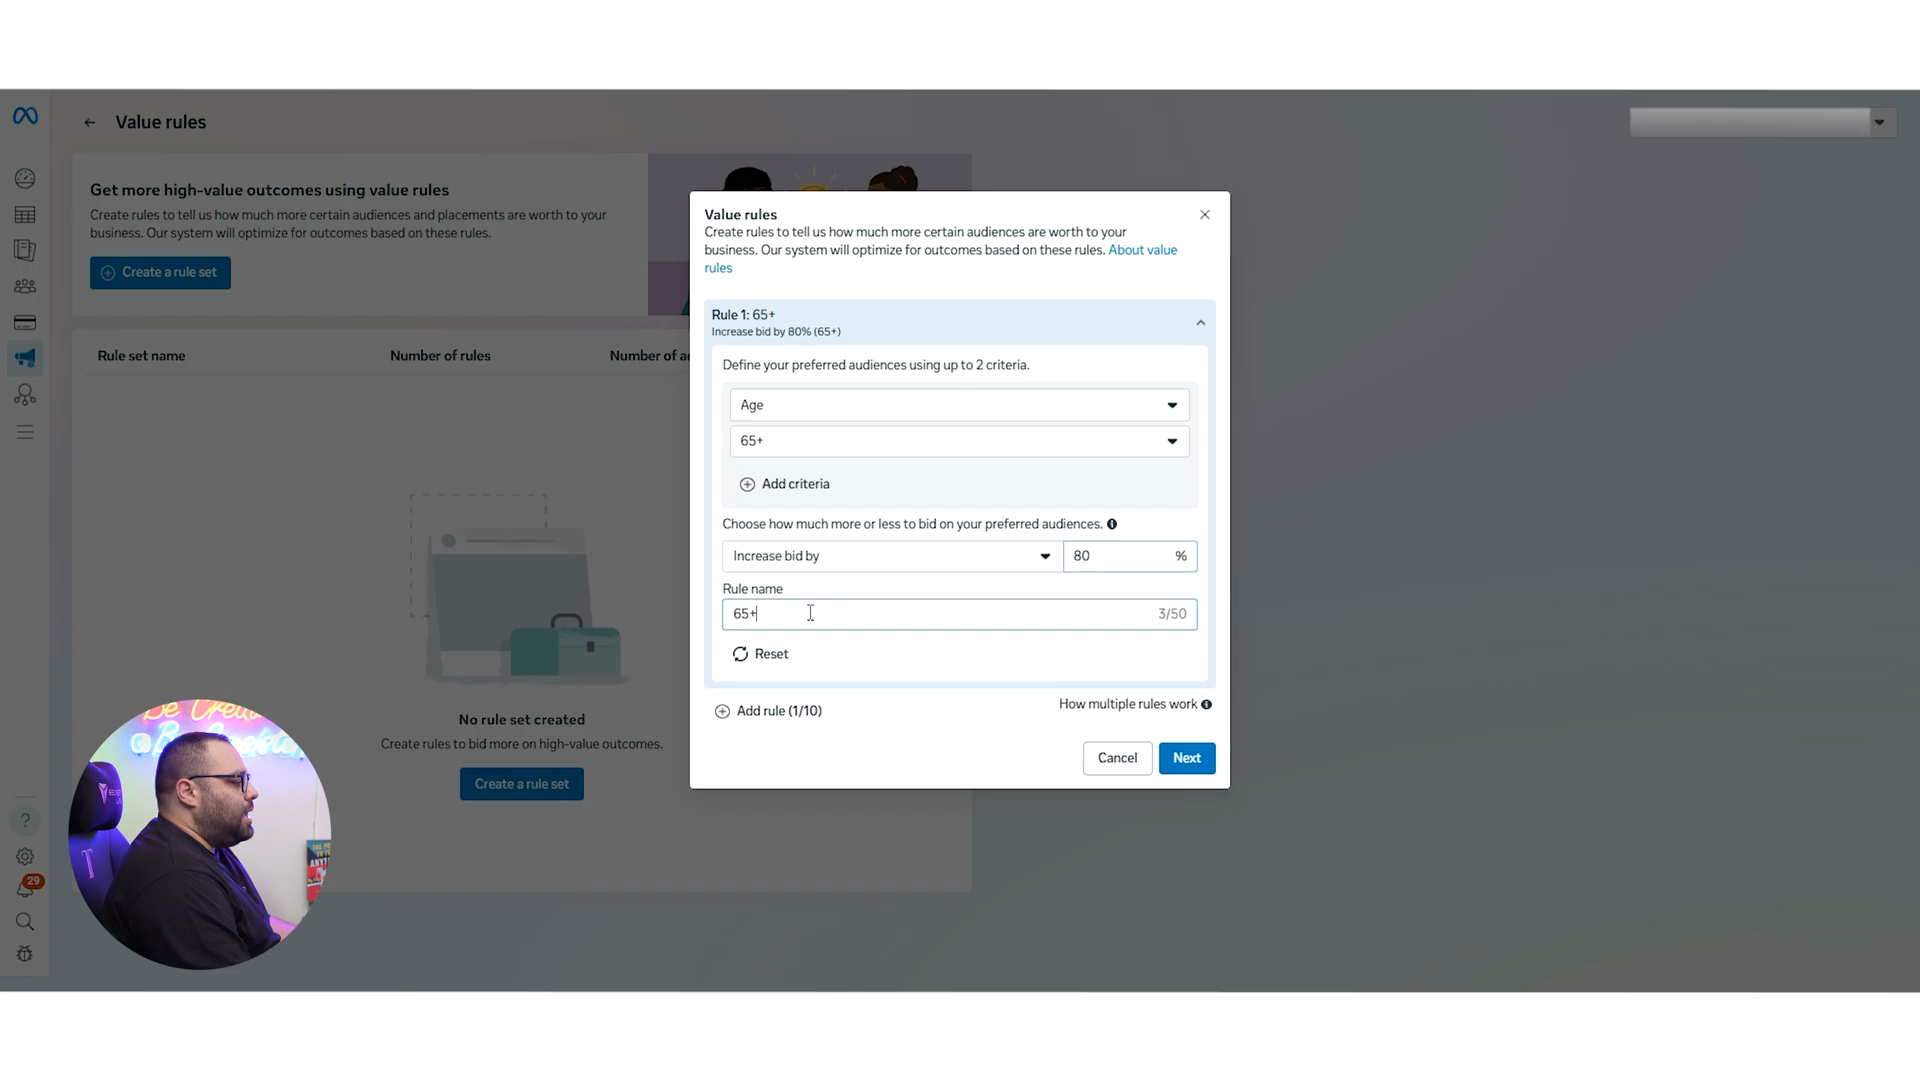 Value rules
Get more high-value outcomes using value rules
Create rules to tell us how much more certain audiences and placements are worth to your
business. Our system will optimize for outcomes based on these rules.
Create a rule set
Rule set name
Number of rules
Number of a
No rule set created
Create rules to bid more on high-value outcomes.
Create a rule set
Value rules
Create rules to tell us how much more certain audiences are worth to your
business. Our system will optimize for outcomes based on these rules. About value
rules
Rule 1: 65+
Increase bid by 80% (65+)
Define your preferred audiences using up to 2 criteria.
Age
65+
Add criteria
Choose how much more or less to bid on your preferred audiences.
Increase bid by
80 %
Rule name
65+ 3/50
Reset
Add rule (1/10)
How multiple rules work
Cancel
Next
29